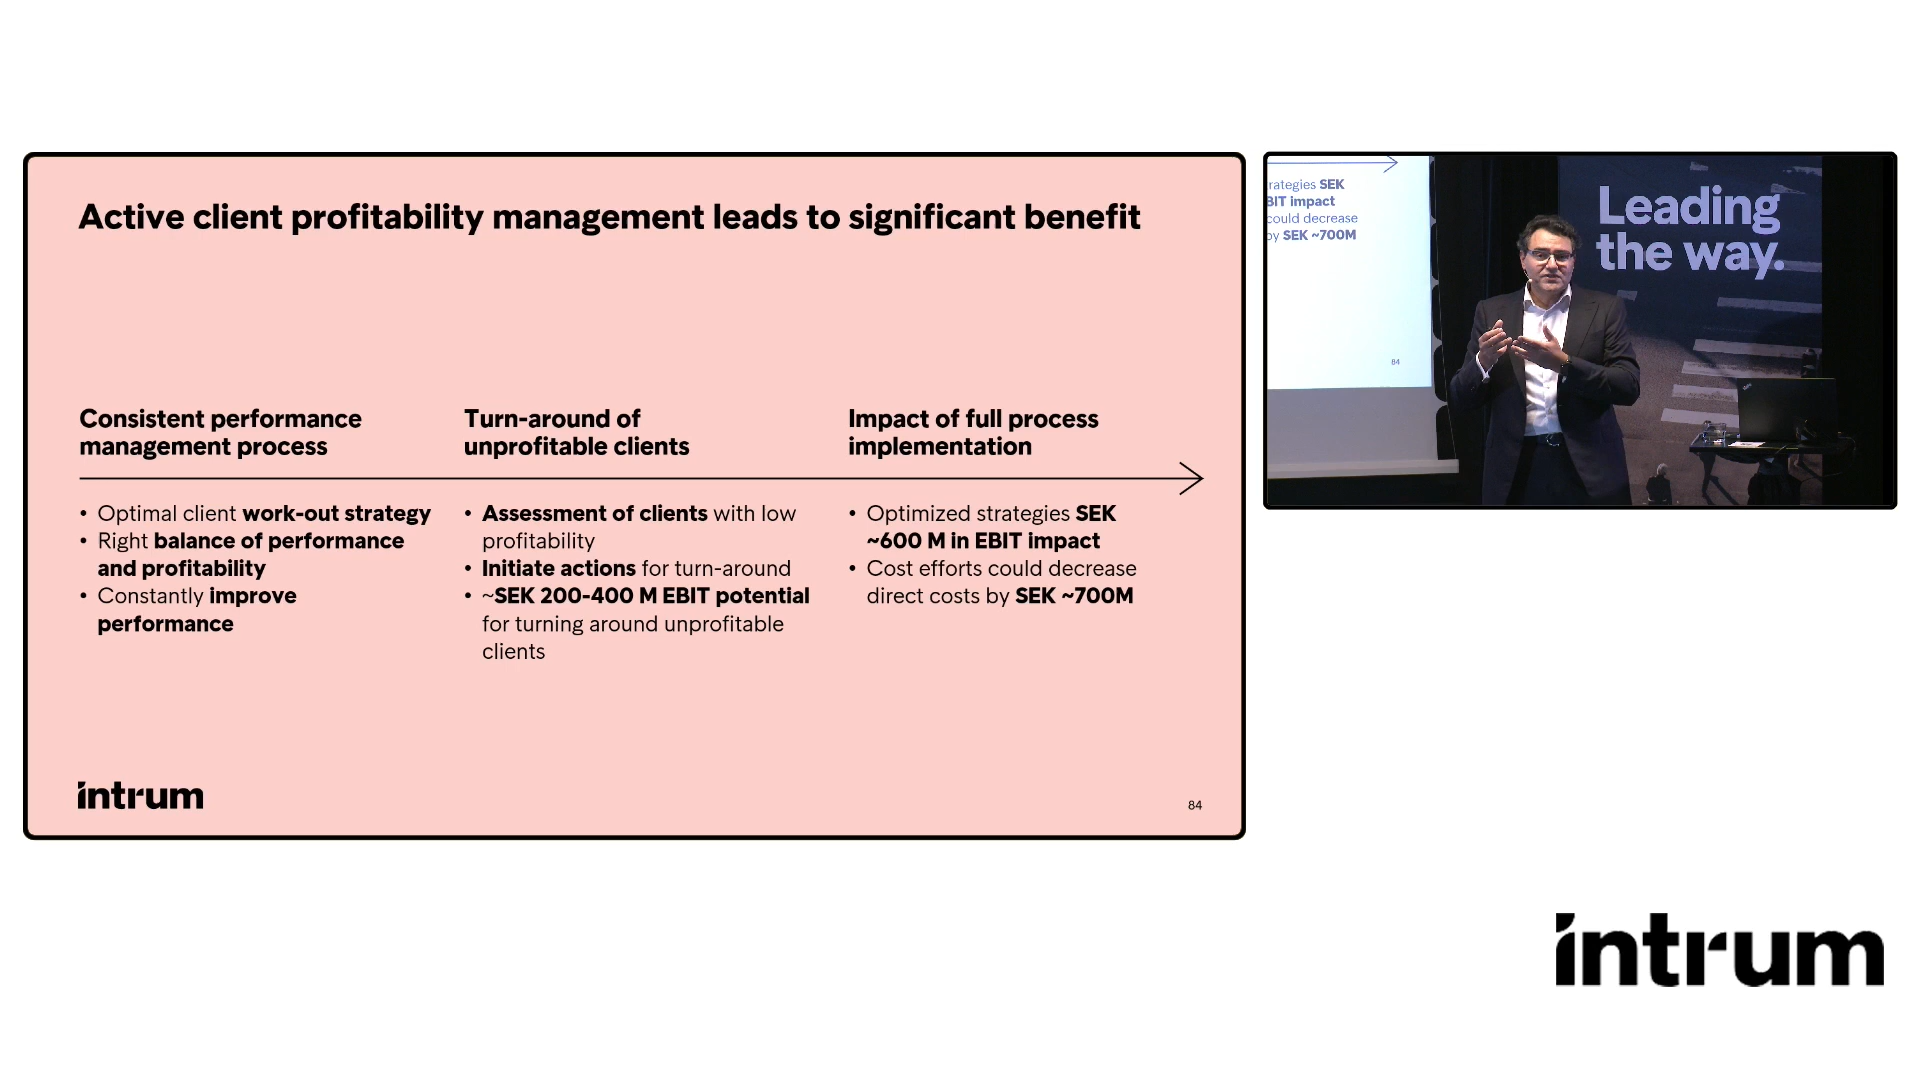 Active client profitability management leads to significant benefit
Consistent performance
management process
• Optimal client work-out strategy
• Right balance of performance
and profitability
• Constantly improve
performance
Turn-around of
unprofitable clients
• Assessment of clients with low
profitability
• Initiate actions for turn-around
• ~SEK 200-400 M EBIT potential
for turning around unprofitable
clients
Impact of full process
implementation
• Optimized strategies SEK
~600 M in EBIT impact
• Cost efforts could decrease
direct costs by SEK ~700M
intrum
84
rategies SEK
BIT impact
could decrease
by SEK ~700M
84
Leading
the way.
intrum